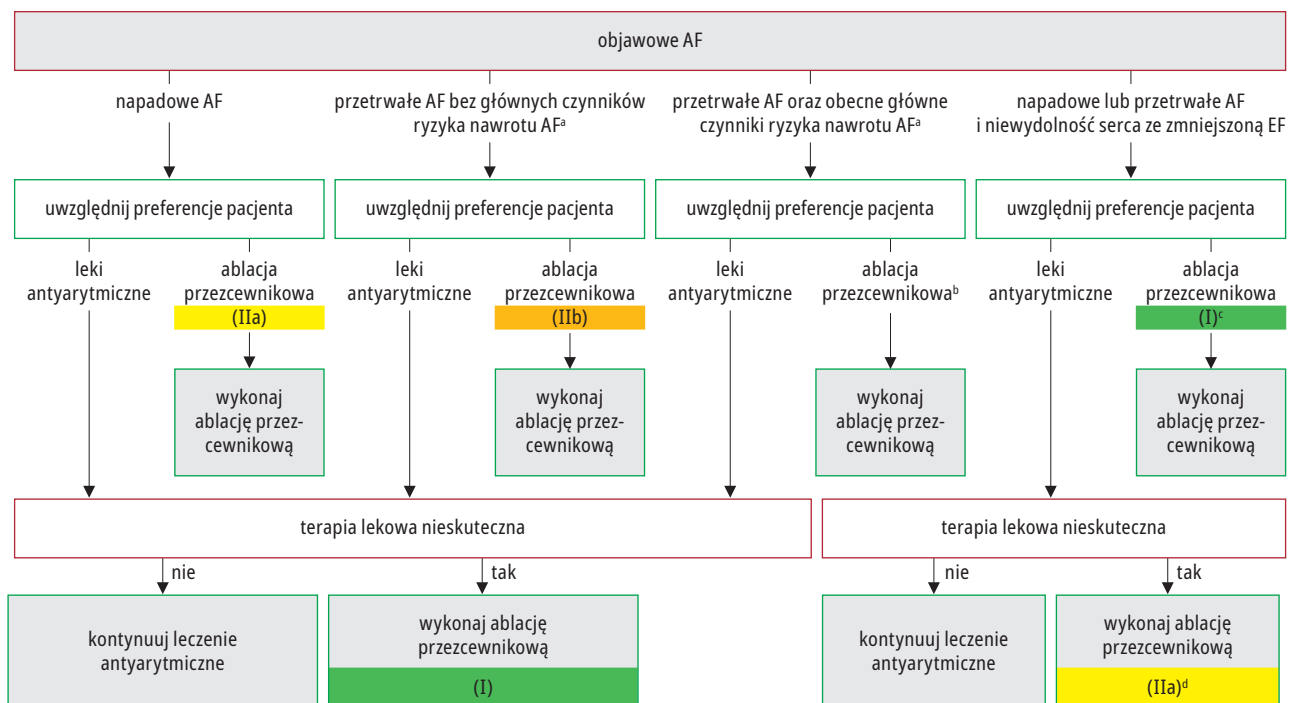 objawowe AF
napadowe AF
przetrwałe AF bez głównych czynników
ryzyka nawrotu AFᵃ
przetrwałe AF oraz obecne główne
czynniki ryzyka nawrotu AFᵃ
napadowe lub przetrwałe AF
i niewydolność serca ze zmniejszoną EF
uwzględnij preferencje pacjenta
uwzględnij preferencje pacjenta
uwzględnij preferencje pacjenta
uwzględnij preferencje pacjenta
leki
antyarytmiczne
ablacja
przezcewnikowa
(IIa)
leki
antyarytmiczne
ablacja
przezcewnikowa
(IIb)
leki
antyarytmiczne
ablacja
przezcewnikowaᵇ
leki
antyarytmiczne
ablacja
przezcewnikowa
(I)ᶜ
wykonaj
ablację przez-
cewnikową
wykonaj
ablację przez-
cewnikową
wykonaj
ablację przez-
cewnikową
wykonaj
ablację przez-
cewnikową
terapia lekowa nieskuteczna
terapia lekowa nieskuteczna
nie
tak
nie
tak
kontynuuj leczenie
antyarytmiczne
wykonaj ablację
przezcewnikową
(I)
kontynuuj leczenie
antyarytmiczne
wykonaj ablację
przezcewnikową
(IIa)ᵈ